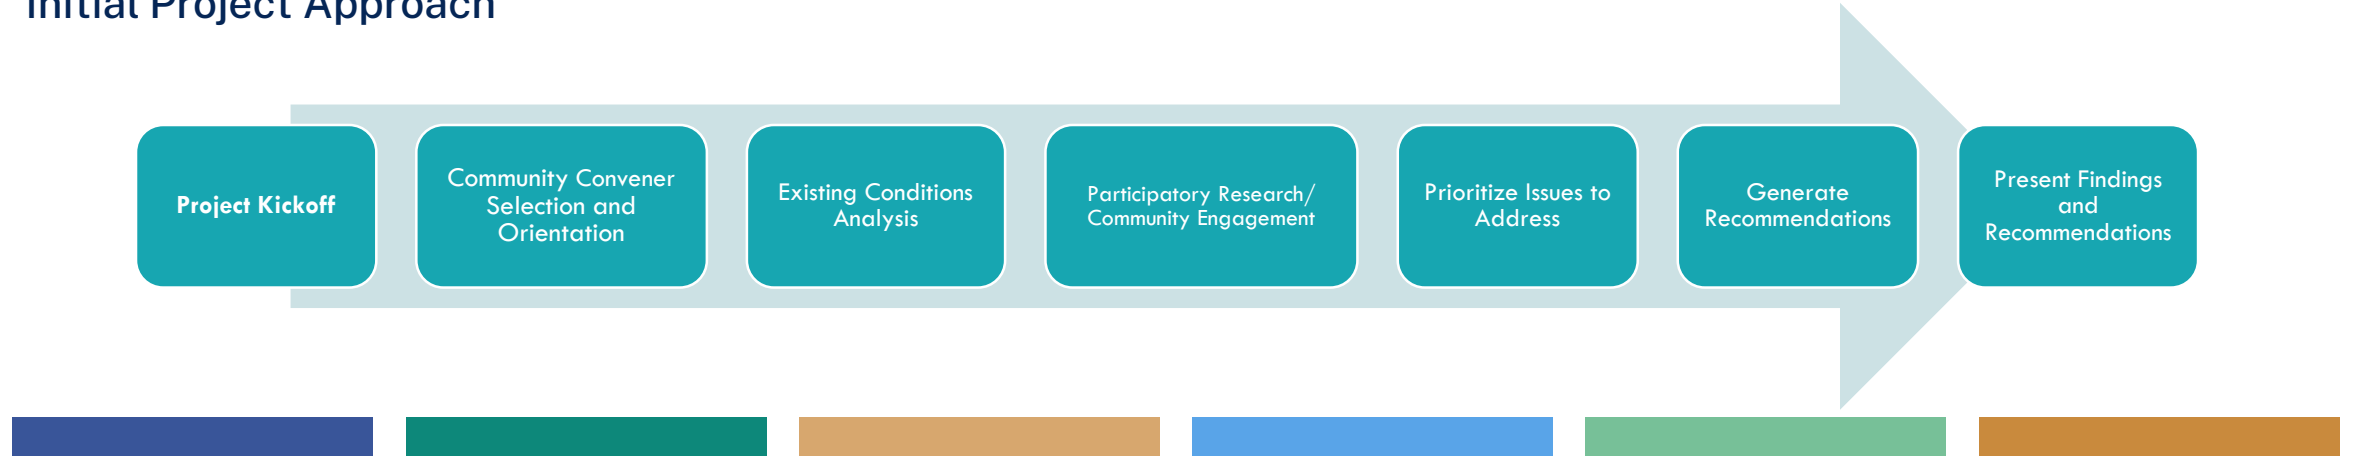 Initial Project Approach
Project Kickoff
Community Convener
Selection and
Orientation
Existing Conditions
Analysis
Participatory Research/
Community Engagement
Prioritize Issues to
Address
Generate
Recommendations
Present Findings
and
Recommendations